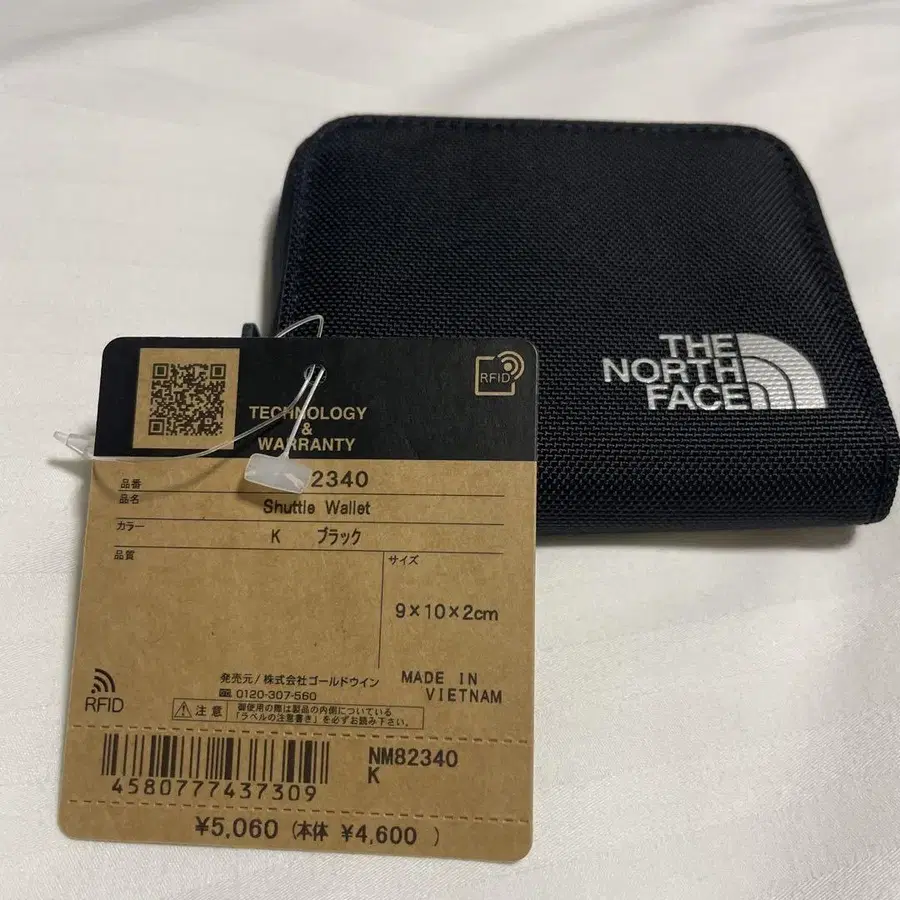 THE
NORTH
FACE
RFID
TECHNOLOGY
&
WARRANTY
品番 82340
品名 Shuttle Wallet
カラー K ブラック
品質
サイズ
9×10×2cm
発売元/株式会社ゴールドウイン
0120-307-560
MADE IN
VIETNAM
RFID
注意 御使用の際は製品の内側についている
「ラベルの注意書き」を必ずお読み下さい。
NM82340
K
4580777437309
¥5,060 (本体 ¥4,600 )